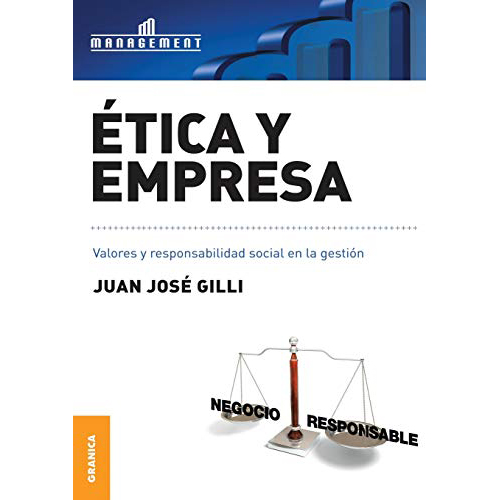 MANAGEMENT
ÉTICA Y
EMPRESA
Valores y responsabilidad social en la gestión
JUAN JOSÉ GILLI
NEGOCIO
RESPONSABLE
GRANICA